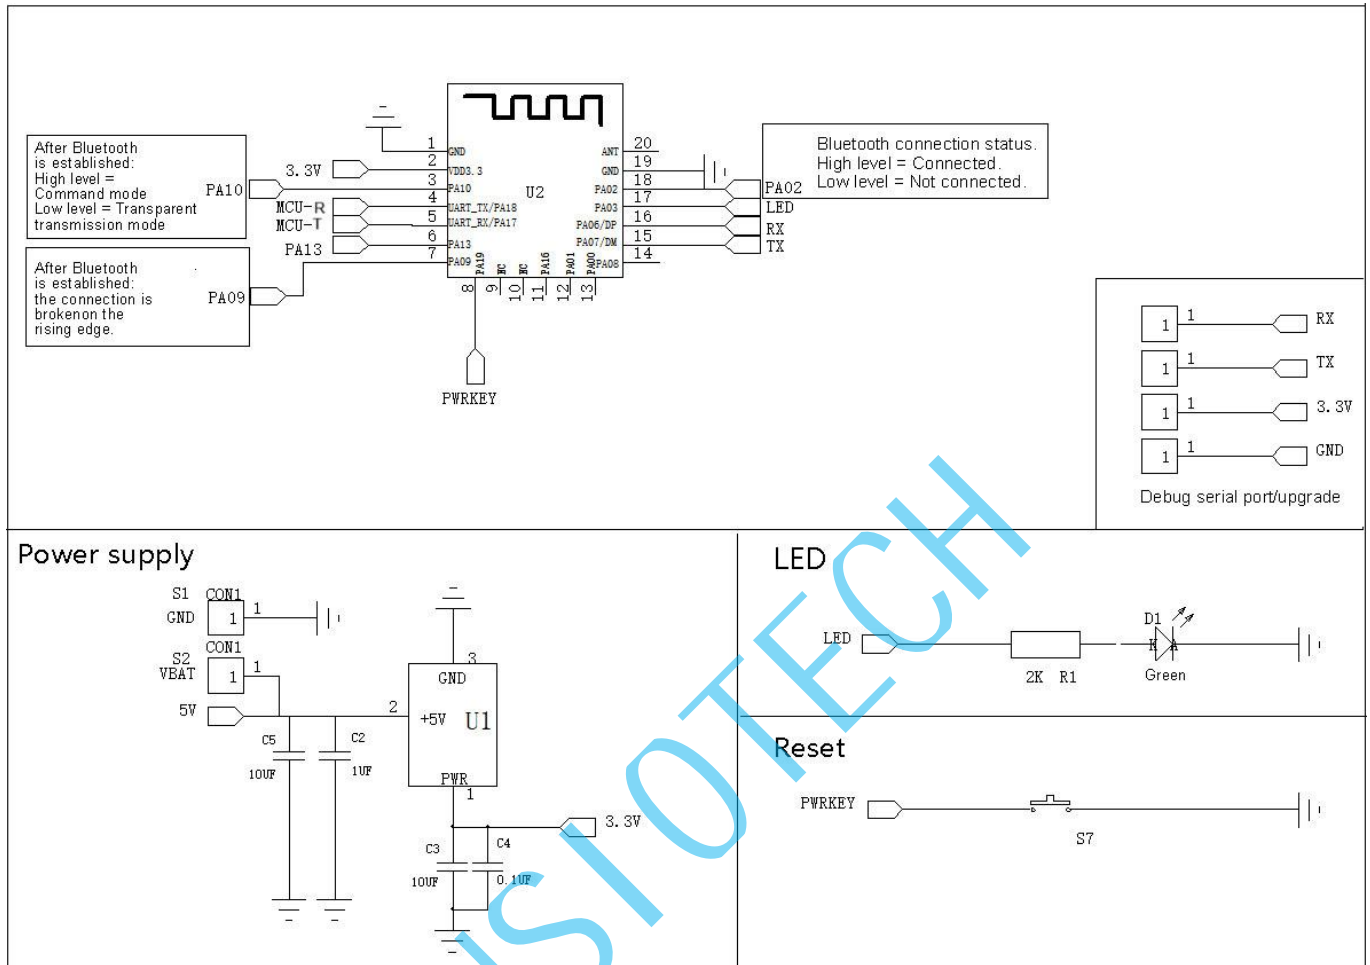 After Bluetooth
is established:
High level =
Command mode
Low level = Transparent
transmission mode
PA10
After Bluetooth
is established:
the connection is
brokenon the
rising edge.
PA09
3.3V
MCU-R
MCU-T
PA13
1
2
3
4
5
6
7
GND
VDD3.3
PA10
UART_TX/PA18
UART_RX/PA17
PA13
PA09
U2
PA19
NC
NC
PA16
PA01
PA00
8
9
10
11
12
13
PWRKEY
ANT
GND
PA02
PA03
PA06/DP
PA07/DM
PA08
20
19
18
17
16
15
14
PA02
LED
RX
TX
Bluetooth connection status.
High level = Connected.
Low level = Not connected.
1 1 RX
1 1 TX
1 1 3.3V
1 1 GND
Debug serial port/upgrade
Power supply
S1 CON1
GND 1 1
CON1
S2
VBAT 1 1
5V
C5
10UF
C2
1UF
2
3
GND
+5V U1
PWR
1
3.3V
C3
10UF
C4
0.1UF
LED
LED
2K R1
D1
K A
Green
Reset
PWRKEY
S7
USIOTECH